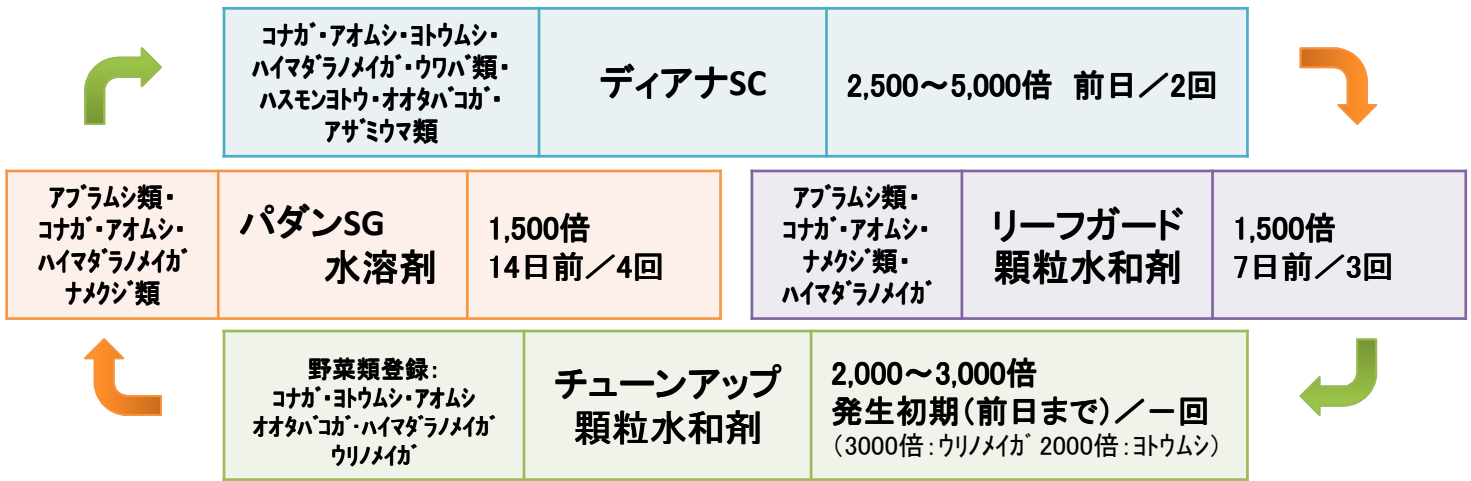 コナガ・アオムシ・ヨトウムシ・
ハイマダラノメイガ・ウワバ類・
ハスモンヨトウ・オオタバコガ・
アザミウマ類
ディアナSC
2,500～5,000倍 前日／2回
アブラムシ類・
コナガ・アオムシ・
ハイマダラノメイガ
ナメクジ類
パダンSG
水溶剤
1,500倍
14日前／4回
アブラムシ類・
コナガ・アオムシ・
ナメクジ類・
ハイマダラノメイガ
リーフガード
顆粒水和剤
1,500倍
7日前／3回
野菜類登録：
コナガ・ヨトウムシ・アオムシ
オオタバコガ・ハイマダラノメイガ
ウリノメイガ
チューンアップ
顆粒水和剤
2,000～3,000倍
発生初期（前日まで）／－回
（3000倍：ウリノメイガ 2000倍：ヨトウムシ）